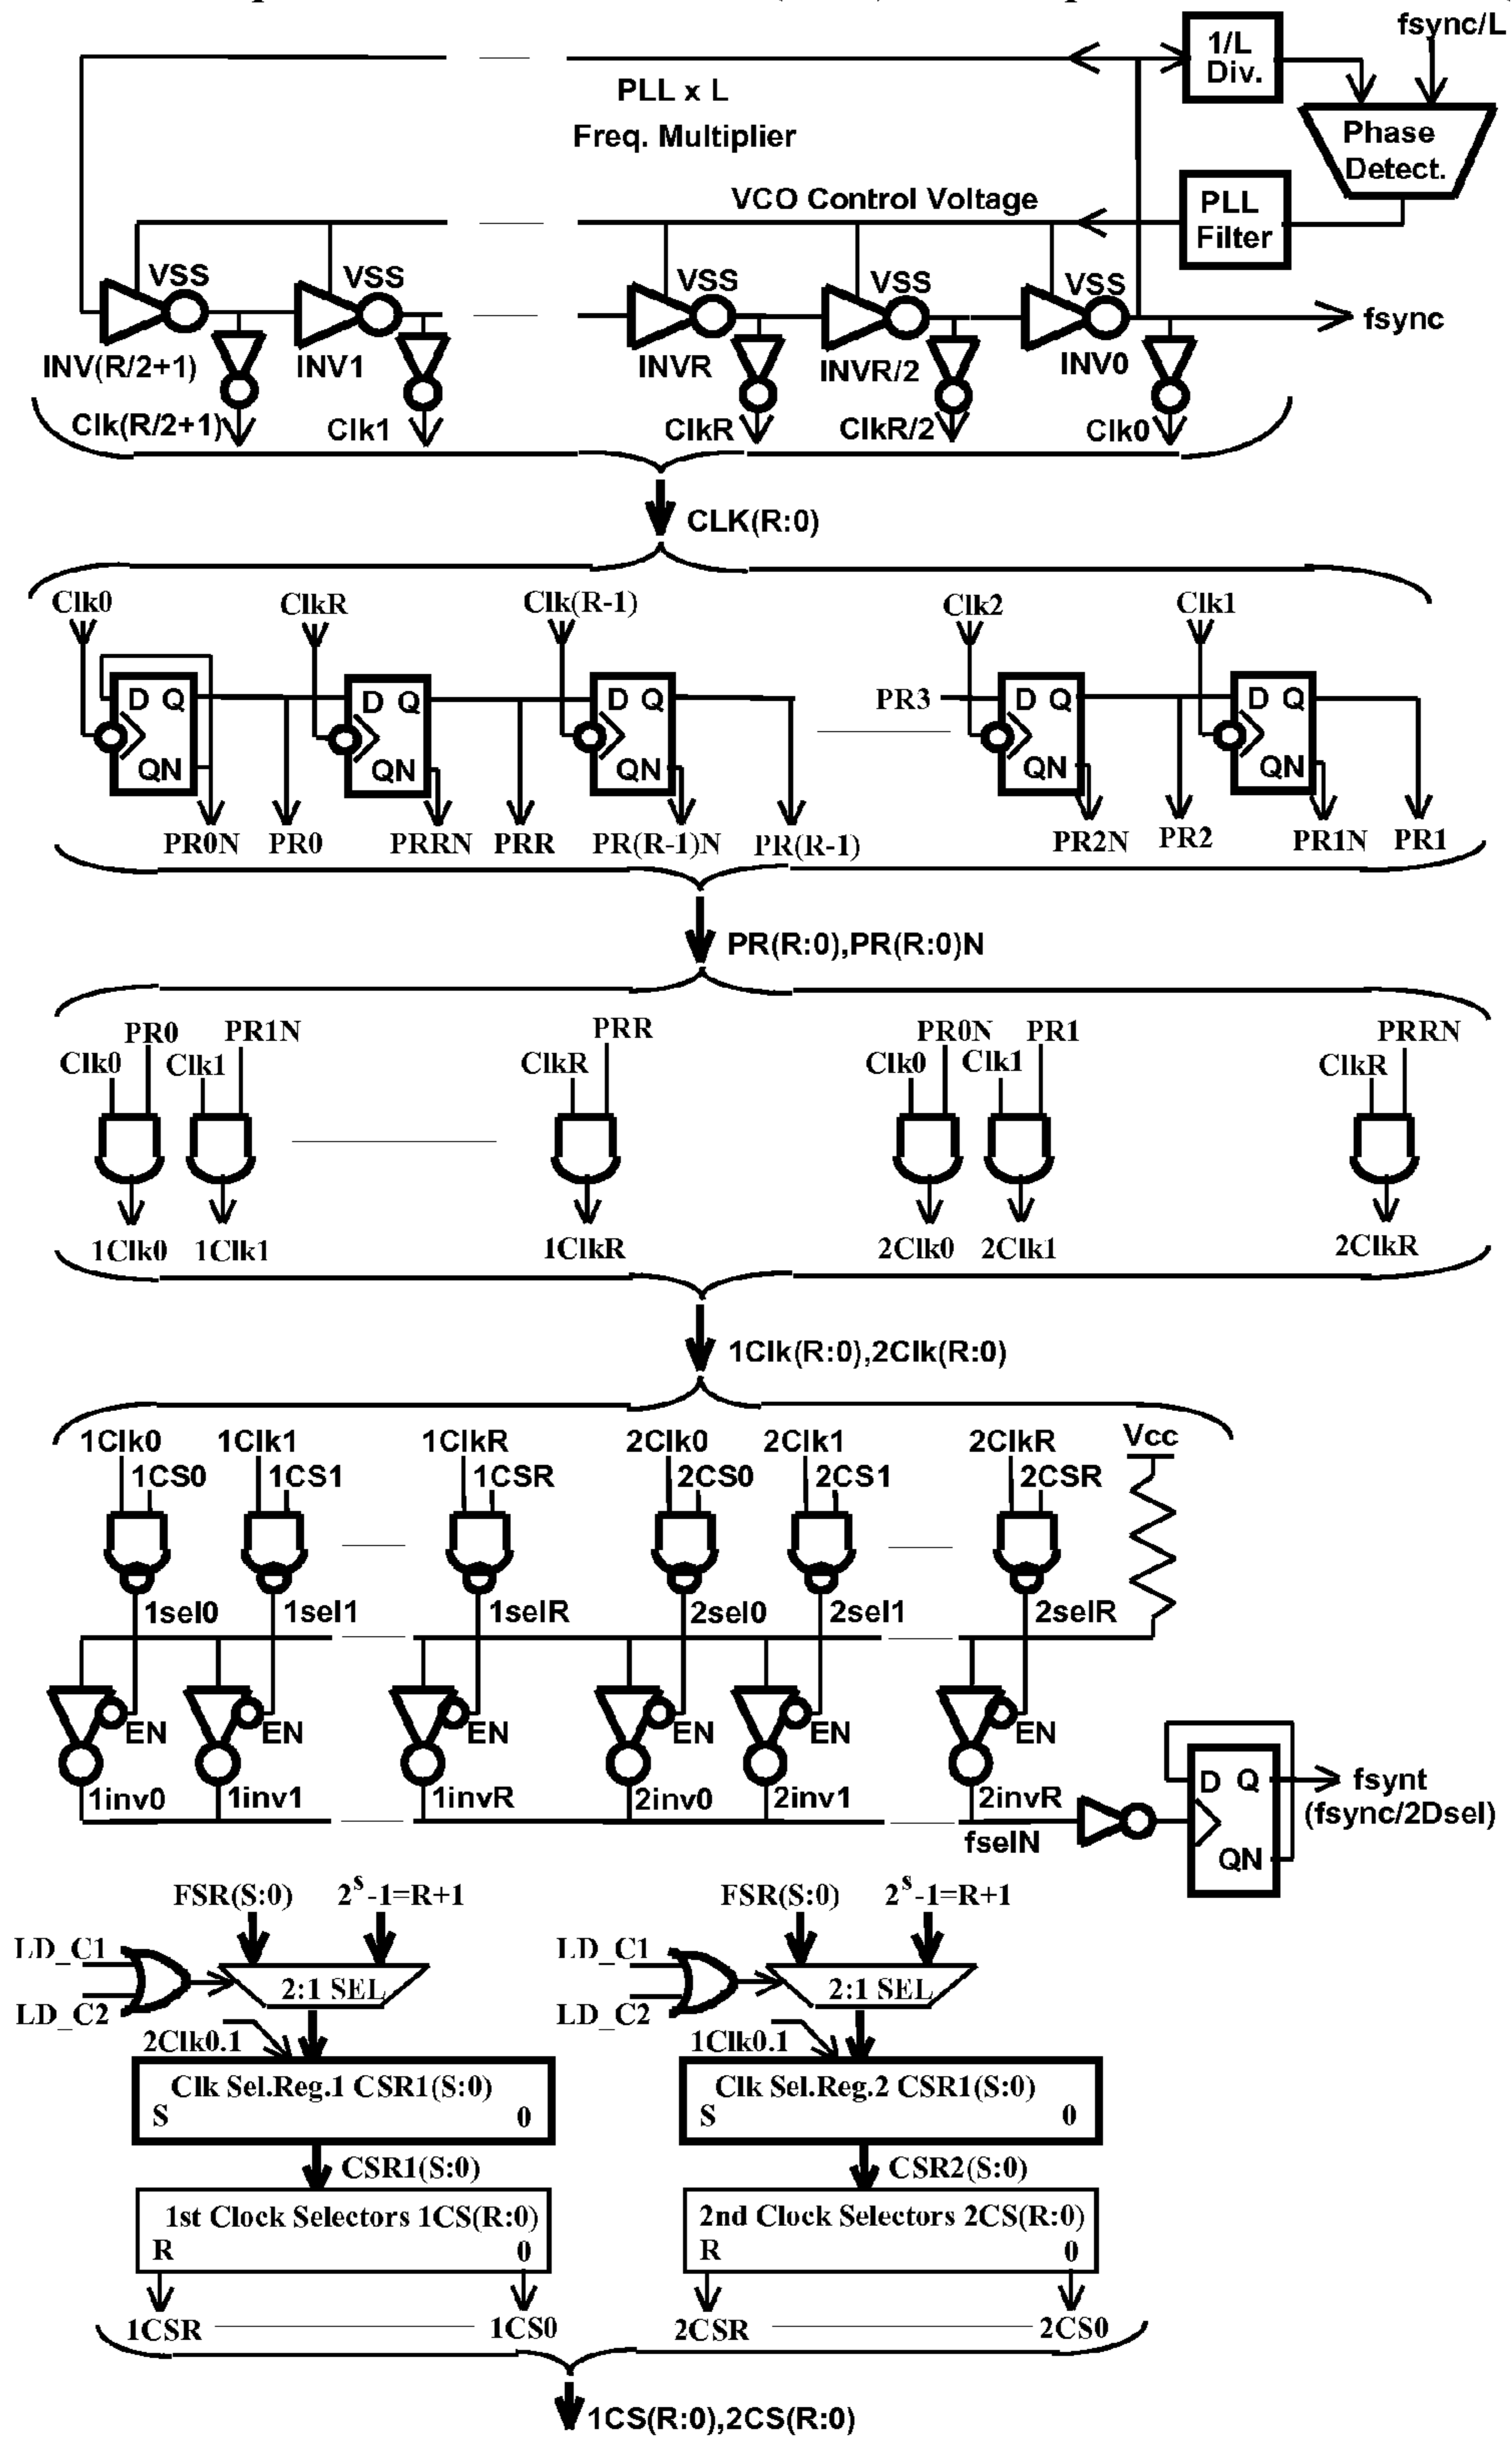 fsync/L
1/L
Div.
PLL x L
Freq. Multiplier
Phase
Detect.
VCO Control Voltage
PLL
Filter
VSS VSS VSS VSS VSS
fsync
INV(R/2+1) INV1 INVR INVR/2 INV0
Clk(R/2+1) Clk1 ClkR ClkR/2 Clk0
CLK(R:0)
Clk0 ClkR Clk(R-1) Clk2 Clk1
D Q D Q D Q PR3 D Q D Q
QN QN QN QN QN
PR0N PR0 PRRN PRR PR(R-1)N PR(R-1) PR2N PR2 PR1N PR1
PR(R:0),PR(R:0)N
PR0 PR1N PRR PR0N PR1 PRRN
Clk0 Clk1 ClkR Clk0 Clk1 ClkR
1Clk0 1Clk1 1ClkR 2Clk0 2Clk1 2ClkR
1Clk(R:0),2Clk(R:0)
1Clk0 1Clk1 1ClkR 2Clk0 2Clk1 2ClkR Vcc
1CS0 1CS1 1CSR 2CS0 2CS1 2CSR
1sel0 1sel1 1selR 2sel0 2sel1 2selR
EN EN EN EN EN EN
1inv0 1inv1 1invR 2inv0 2inv1 2invR
D Q fsynt
(fsync/2Dsel)
fselN
QN
FSR(S:0) 2S-1=R+1 FSR(S:0) 2S-1=R+1
LD_C1 LD_C1
2:1 SEL 2:1 SEL
LD_C2 LD_C2
2Clk0.1 1Clk0.1
Clk Sel.Reg.1 CSR1(S:0) Clk Sel.Reg.2 CSR1(S:0)
S 0 S 0
CSR1(S:0) CSR2(S:0)
1st Clock Selectors 1CS(R:0) 2nd Clock Selectors 2CS(R:0)
R 0 R 0
1CSR 1CS0 2CSR 2CS0
1CS(R:0),2CS(R:0)